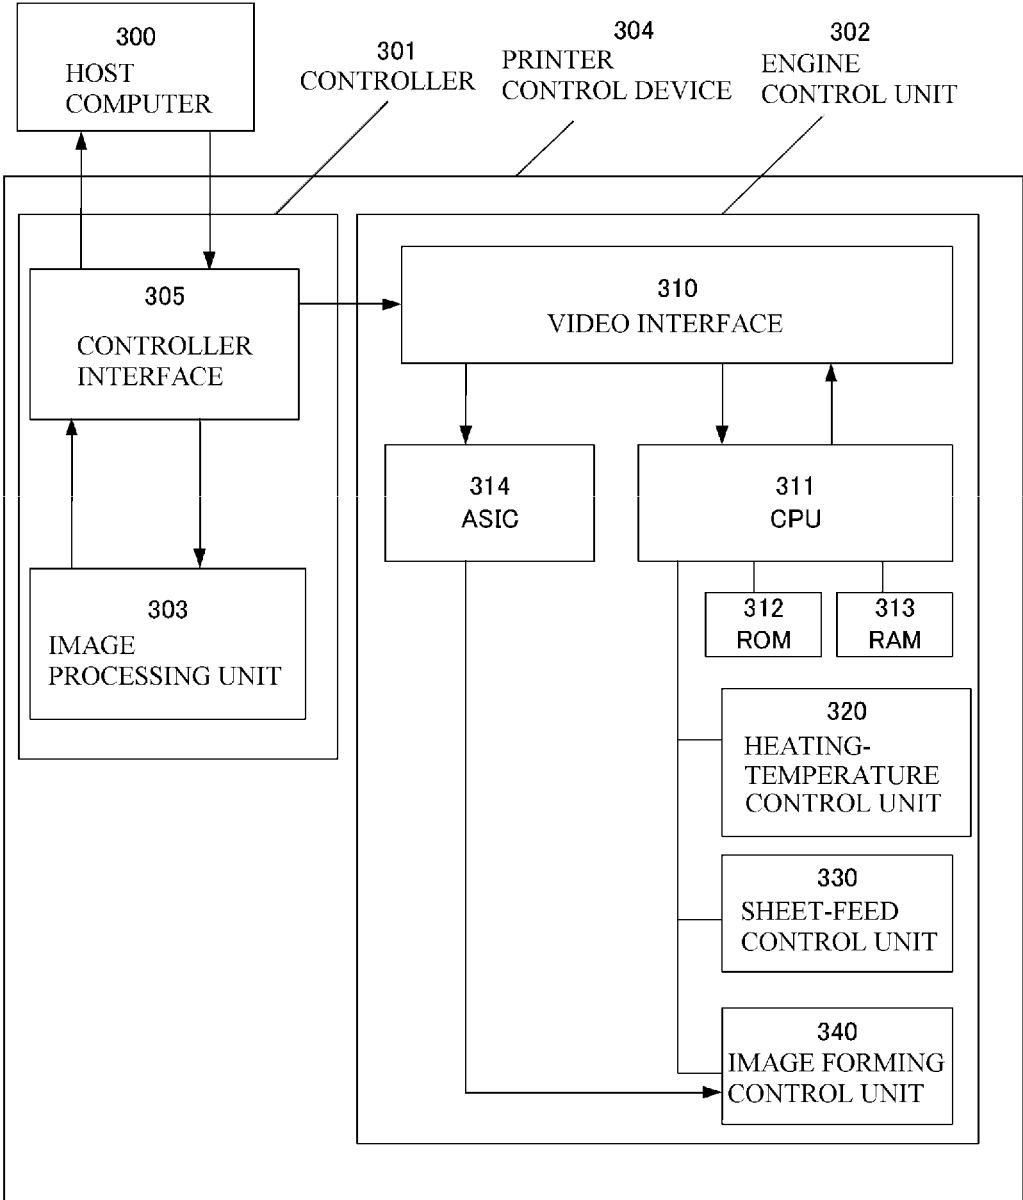 300
HOST
COMPUTER
301
CONTROLLER
304
PRINTER
CONTROL DEVICE
302
ENGINE
CONTROL UNIT
305
CONTROLLER
INTERFACE
310
VIDEO INTERFACE
314
ASIC
311
CPU
303
IMAGE
PROCESSING UNIT
312
ROM
313
RAM
320
HEATING-
TEMPERATURE
CONTROL UNIT
330
SHEET-FEED
CONTROL UNIT
340
IMAGE FORMING
CONTROL UNIT